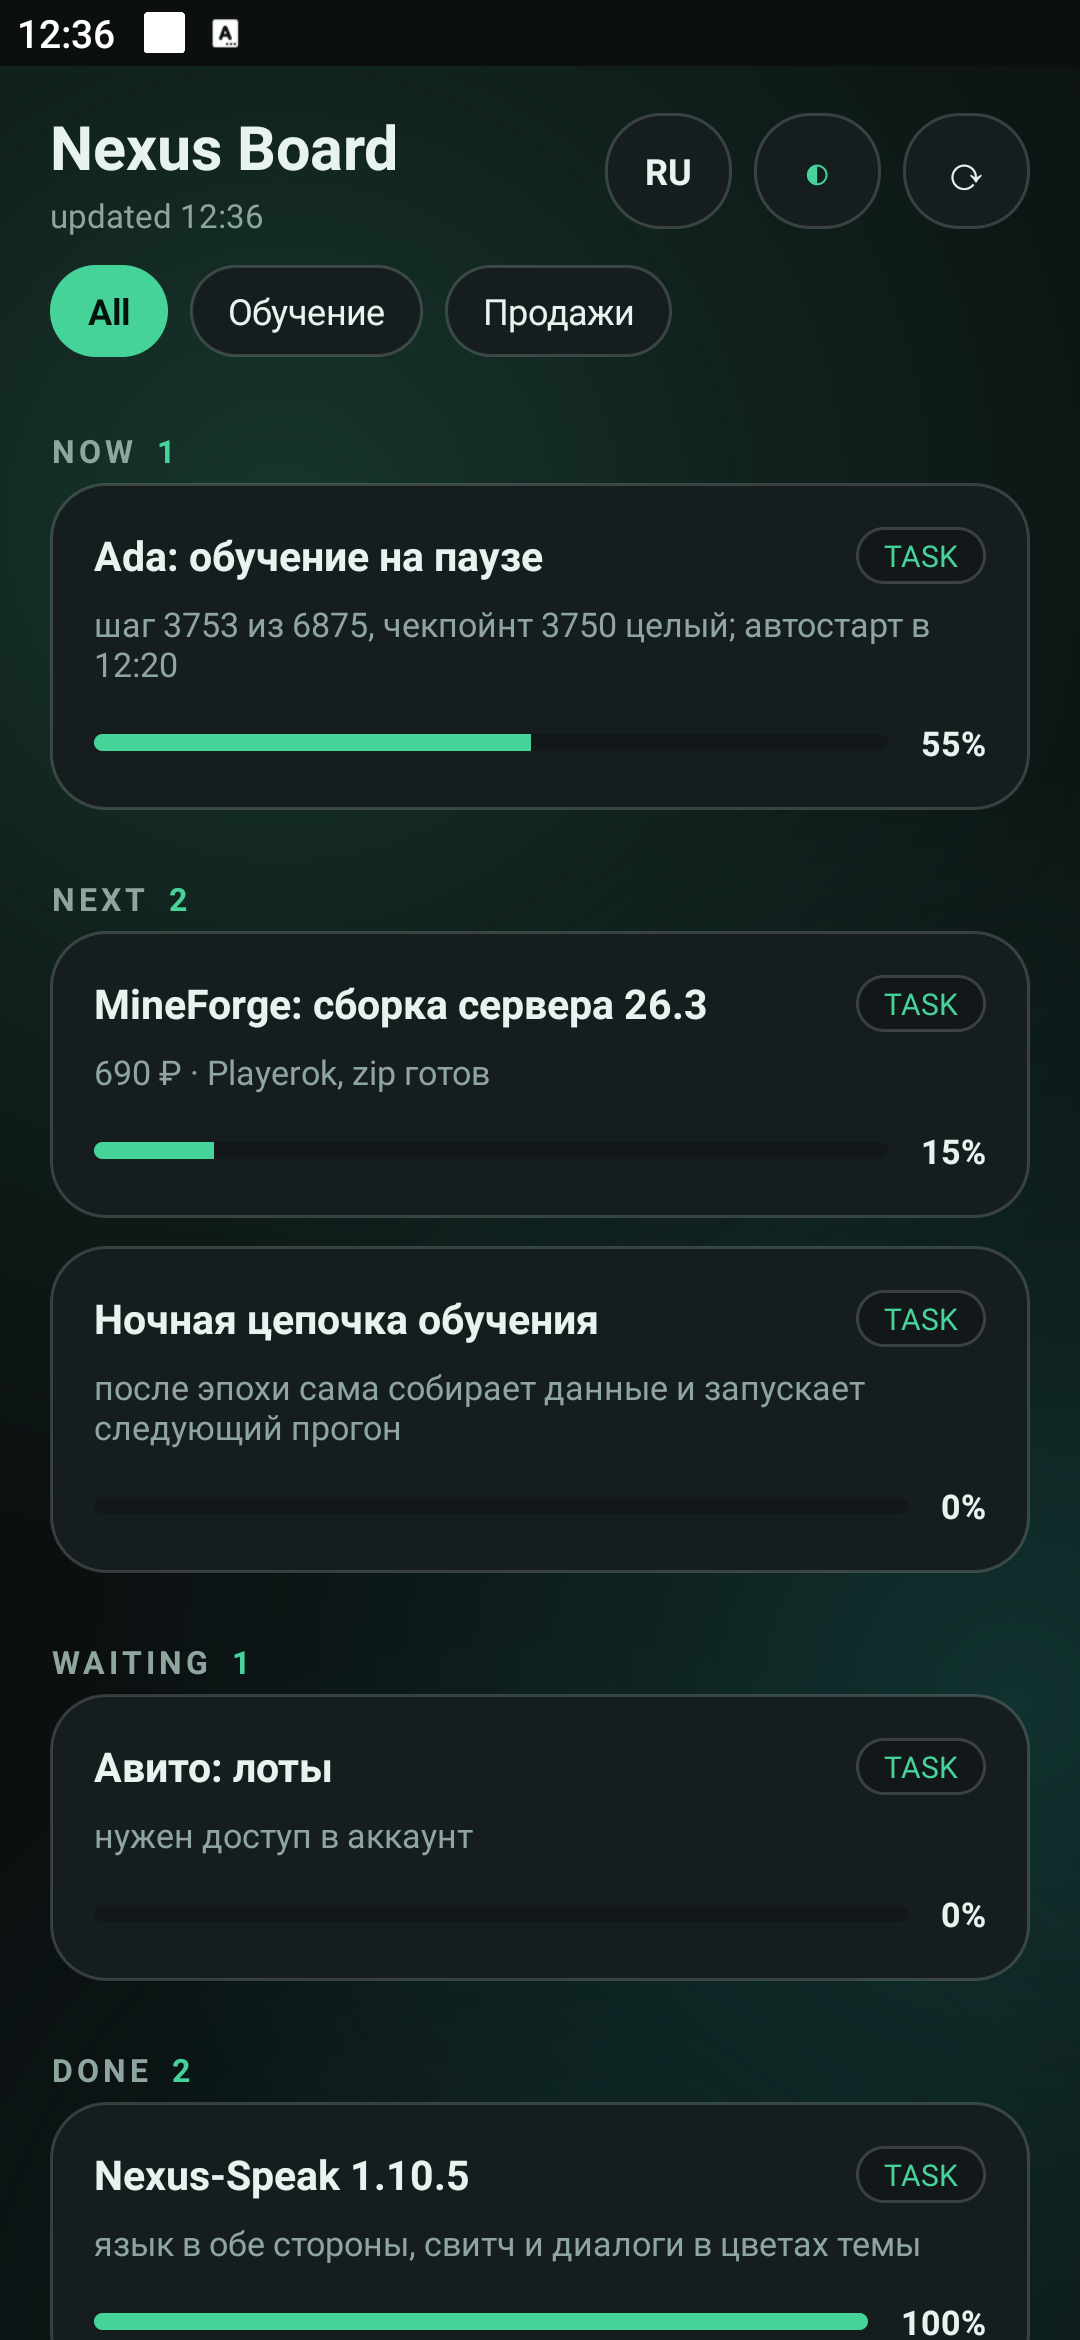 12:36
A
Nexus Board
updated 12:36
RU
All
Обучение
Продажи
NOW 1
Ada: обучение на паузе
TASK
шаг 3753 из 6875, чекпойнт 3750 целый; автостарт в
12:20
55%
NEXT 2
MineForge: сборка сервера 26.3
TASK
690 ₽ · Playerok, zip готов
15%
Ночная цепочка обучения
TASK
после эпохи сама собирает данные и запускает
следующий прогон
0%
WAITING 1
Авито: лоты
TASK
нужен доступ в аккаунт
0%
DONE 2
Nexus-Speak 1.10.5
TASK
язык в обе стороны, свитч и диалоги в цветах темы
100%